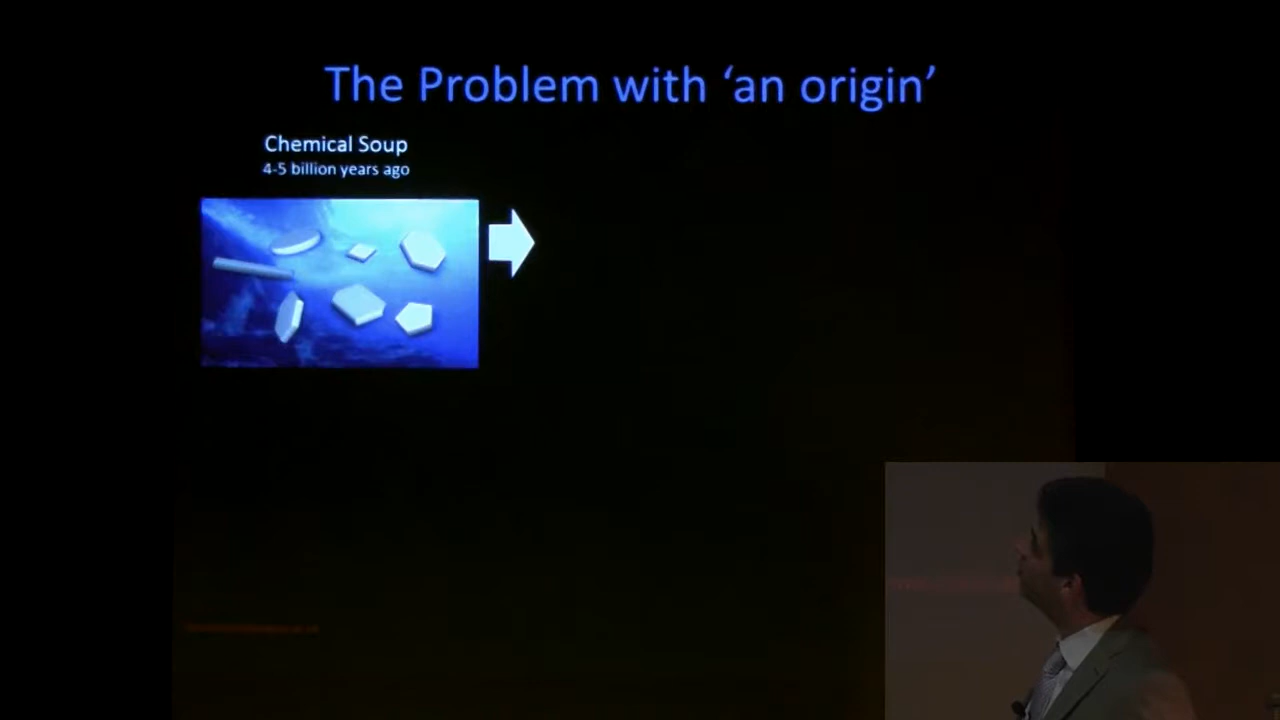 The Problem with ‘an origin’
Chemical Soup
4-5 billion years ago